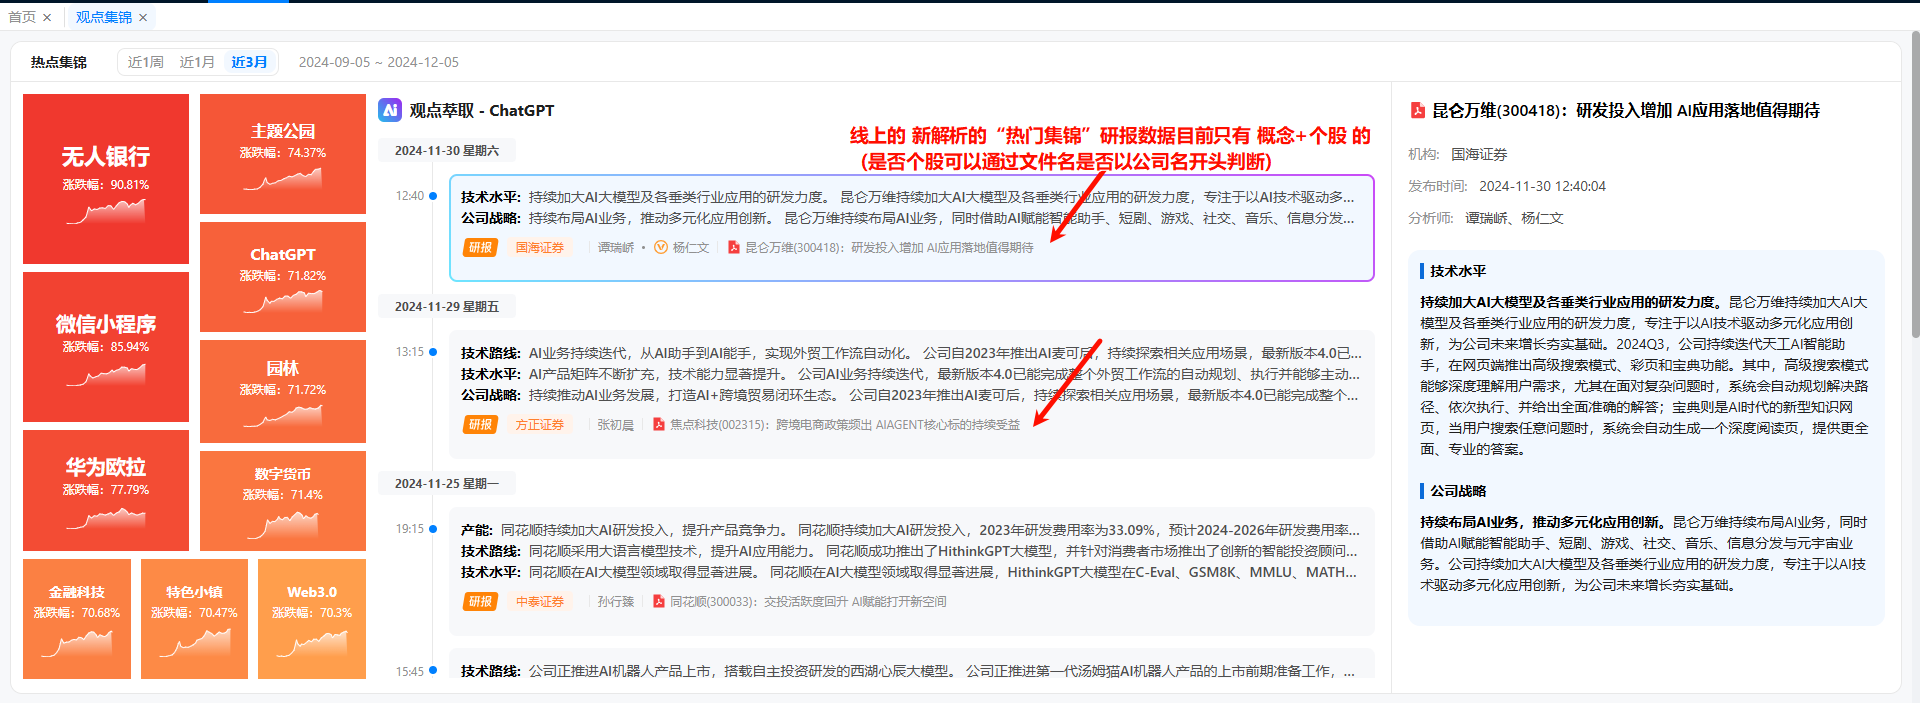 首页 ×
观点集锦 ×
热点集锦
近1周 近1月 近3月
2024-09-05 ~ 2024-12-05
无人银行
涨跌幅：90.81%
主题公园
涨跌幅：74.37%
ChatGPT
涨跌幅：71.82%
微信小程序
涨跌幅：85.94%
园林
涨跌幅：71.72%
华为欧拉
涨跌幅：77.79%
数字货币
涨跌幅：71.4%
金融科技
涨跌幅：70.68%
特色小镇
涨跌幅：70.47%
Web3.0
涨跌幅：70.3%
Ai 观点萃取 - ChatGPT
线上的 新解析的“热门集锦”研报数据目前只有 概念+个股 的
（是否个股可以通过文件名是否以公司名开头判断）
2024-11-30 星期六
12:40
技术水平：持续加大AI大模型及各垂类行业应用的研发力度。 昆仑万维持续加大AI大模型及各垂类行业应用的研发力度，专注于以AI技术驱动多...
公司战略：持续布局AI业务，推动多元化应用创新。 昆仑万维持续布局AI业务，同时借助AI赋能智能助手、短剧、游戏、社交、音乐、信息分发...
研报 国海证券 谭瑞峤 • 杨仁文 昆仑万维(300418)：研发投入增加 AI应用落地值得期待
2024-11-29 星期五
13:15
技术路线：AI业务持续迭代，从AI助手到AI能手，实现外贸工作流自动化。 公司自2023年推出AI麦可后，持续探索相关应用场景，最新版本4.0已...
技术水平：AI产品矩阵不断扩充，技术能力显著提升。 公司AI业务持续迭代，最新版本4.0已能完成整个外贸工作流的自动规划、执行并能够主动...
公司战略：持续推动AI业务发展，打造AI+跨境贸易闭环生态。 公司自2023年推出AI麦可后，持续探索相关应用场景，最新版本4.0已能完成整个...
研报 方正证券 张初晨 焦点科技(002315)：跨境电商政策频出 AIAGENT核心标的持续受益
2024-11-25 星期一
19:15
产能：同花顺持续加大AI研发投入，提升产品竞争力。 同花顺持续加大AI研发投入，2023年研发费用率为33.09%，预计2024-2026年研发费用率...
技术路线：同花顺采用大语言模型技术，提升AI应用能力。 同花顺成功推出了HithinkGPT大模型，并针对消费者市场推出了创新的智能投资顾问...
技术水平：同花顺在AI大模型领域取得显著进展。 同花顺在AI大模型领域取得显著进展，HithinkGPT大模型在C-Eval、GSM8K、MMLU、MATH...
研报 中泰证券 孙行臻 同花顺(300033)：交投活跃度回升 AI赋能打开新空间
15:45
技术路线：公司正推进AI机器人产品上市，搭载自主投资研发的西湖心辰大模型。 公司正推进第一代汤姆猫AI机器人产品的上市前期准备工作，...
昆仑万维(300418)：研发投入增加 AI应用落地值得期待
机构： 国海证券
发布时间： 2024-11-30 12:40:04
分析师： 谭瑞峤、杨仁文
技术水平
持续加大AI大模型及各垂类行业应用的研发力度。昆仑万维持续加大AI大
模型及各垂类行业应用的研发力度，专注于以AI技术驱动多元化应用创
新，为公司未来增长夯实基础。2024Q3，公司持续迭代天工AI智能助
手，在网页端推出高级搜索模式、彩页和宝典功能。其中，高级搜索模式
能够深度理解用户需求，尤其在面对复杂问题时，系统会自动规划解决路
径、依次执行、并给出全面准确的解答；宝典则是AI时代的新型知识网
页，当用户搜索任意问题时，系统会自动生成一个深度阅读页，提供更全
面、专业的答案。
公司战略
持续布局AI业务，推动多元化应用创新。昆仑万维持续布局AI业务，同时
借助AI赋能智能助手、短剧、游戏、社交、音乐、信息分发与元宇宙业
务。公司持续加大AI大模型及各垂类行业应用的研发力度，专注于以AI技
术驱动多元化应用创新，为公司未来增长夯实基础。